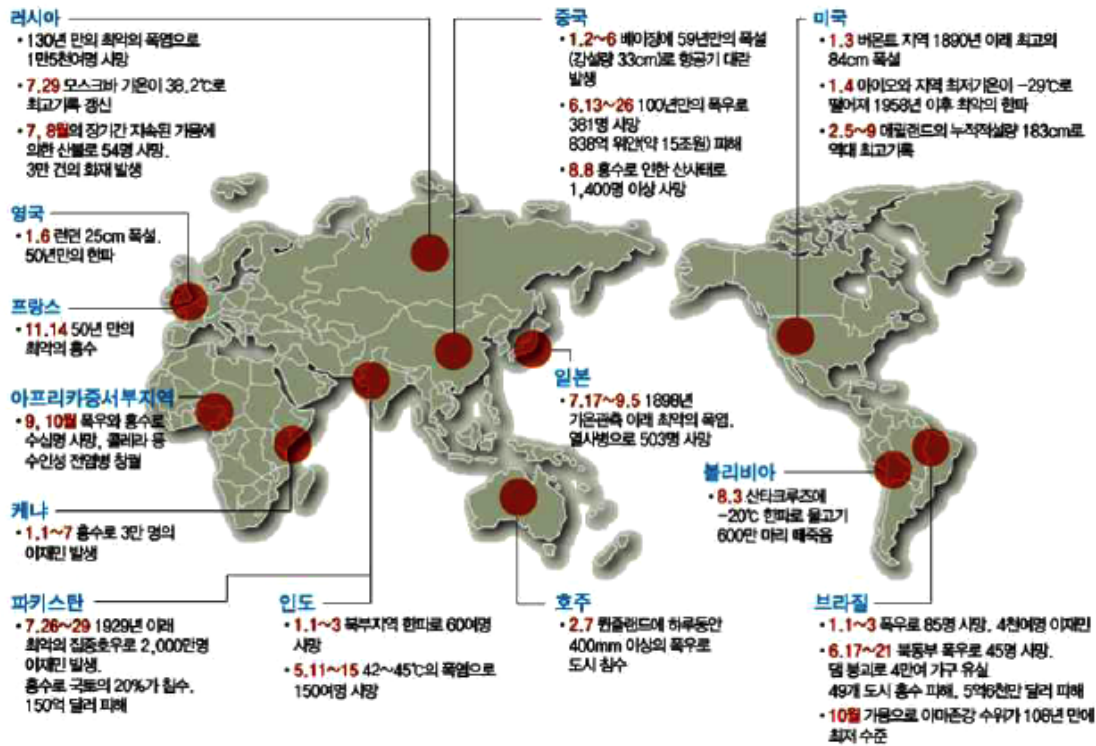 러시아
• 130년 만의 최악의 폭염으로
1만5천여명 사망
• 7.29 모스크바 기온이 38.2℃로
최고기록 갱신
• 7, 8월의 장기간 지속된 가뭄에
의한 산불로 54명 사망.
3만 건의 화재 발생
영국
• 1.6 런던 25cm 폭설.
50년만의 한파
프랑스
• 11.14 50년 만의
최악의 홍수
아프리카중서부지역
• 9, 10월 폭우와 홍수로
수십명 사망, 콜레라 등
수인성 전염병 창궐
케냐
• 1.1~7 홍수로 3만 명의
이재민 발생
파키스탄
• 7.26~29 1929년 이래
최악의 집중호우로 2,000만명
이재민 발생.
홍수로 국토의 20%가 침수.
150억 달러 피해
인도
• 1.1~3 북부지역 한파로 60여명
사망
• 5.11~15 42~45℃의 폭염으로
150여명 사망
중국
• 1.2~6 베이징에 59년만의 폭설
(강설량 33cm)로 항공기 대란
발생
• 6.13~26 100년만의 폭우로
381명 사망
838억 위안(약 15조원) 피해
• 8.8 홍수로 인한 산사태로
1,400명 이상 사망
일본
• 7.17~9.5 1898년
기온관측 이래 최악의 폭염.
열사병으로 503명 사망
호주
• 2.7 퀸즐랜드에 하루동안
400mm 이상의 폭우로
도시 침수
미국
• 1.3 버몬트 지역 1890년 이래 최고의
84cm 폭설
• 1.4 아이오와 지역 최저기온이 -29℃로
떨어져 1958년 이후 최악의 한파
• 2.5~9 메릴랜드의 누적적설량 183cm로
역대 최고기록
볼리비아
• 8.3 산타크루즈에
-20℃ 한파로 물고기
600만 마리 떼죽음
브라질
• 1.1~3 폭우로 85명 사망. 4천여명 이재민
• 6.17~21 북동부 폭우로 45명 사망.
댐 붕괴로 4만여 가구 유실
49개 도시 홍수 피해, 5억6천만 달러 피해
• 10월 가뭄으로 아마존강 수위가 108년 만에
최저 수준